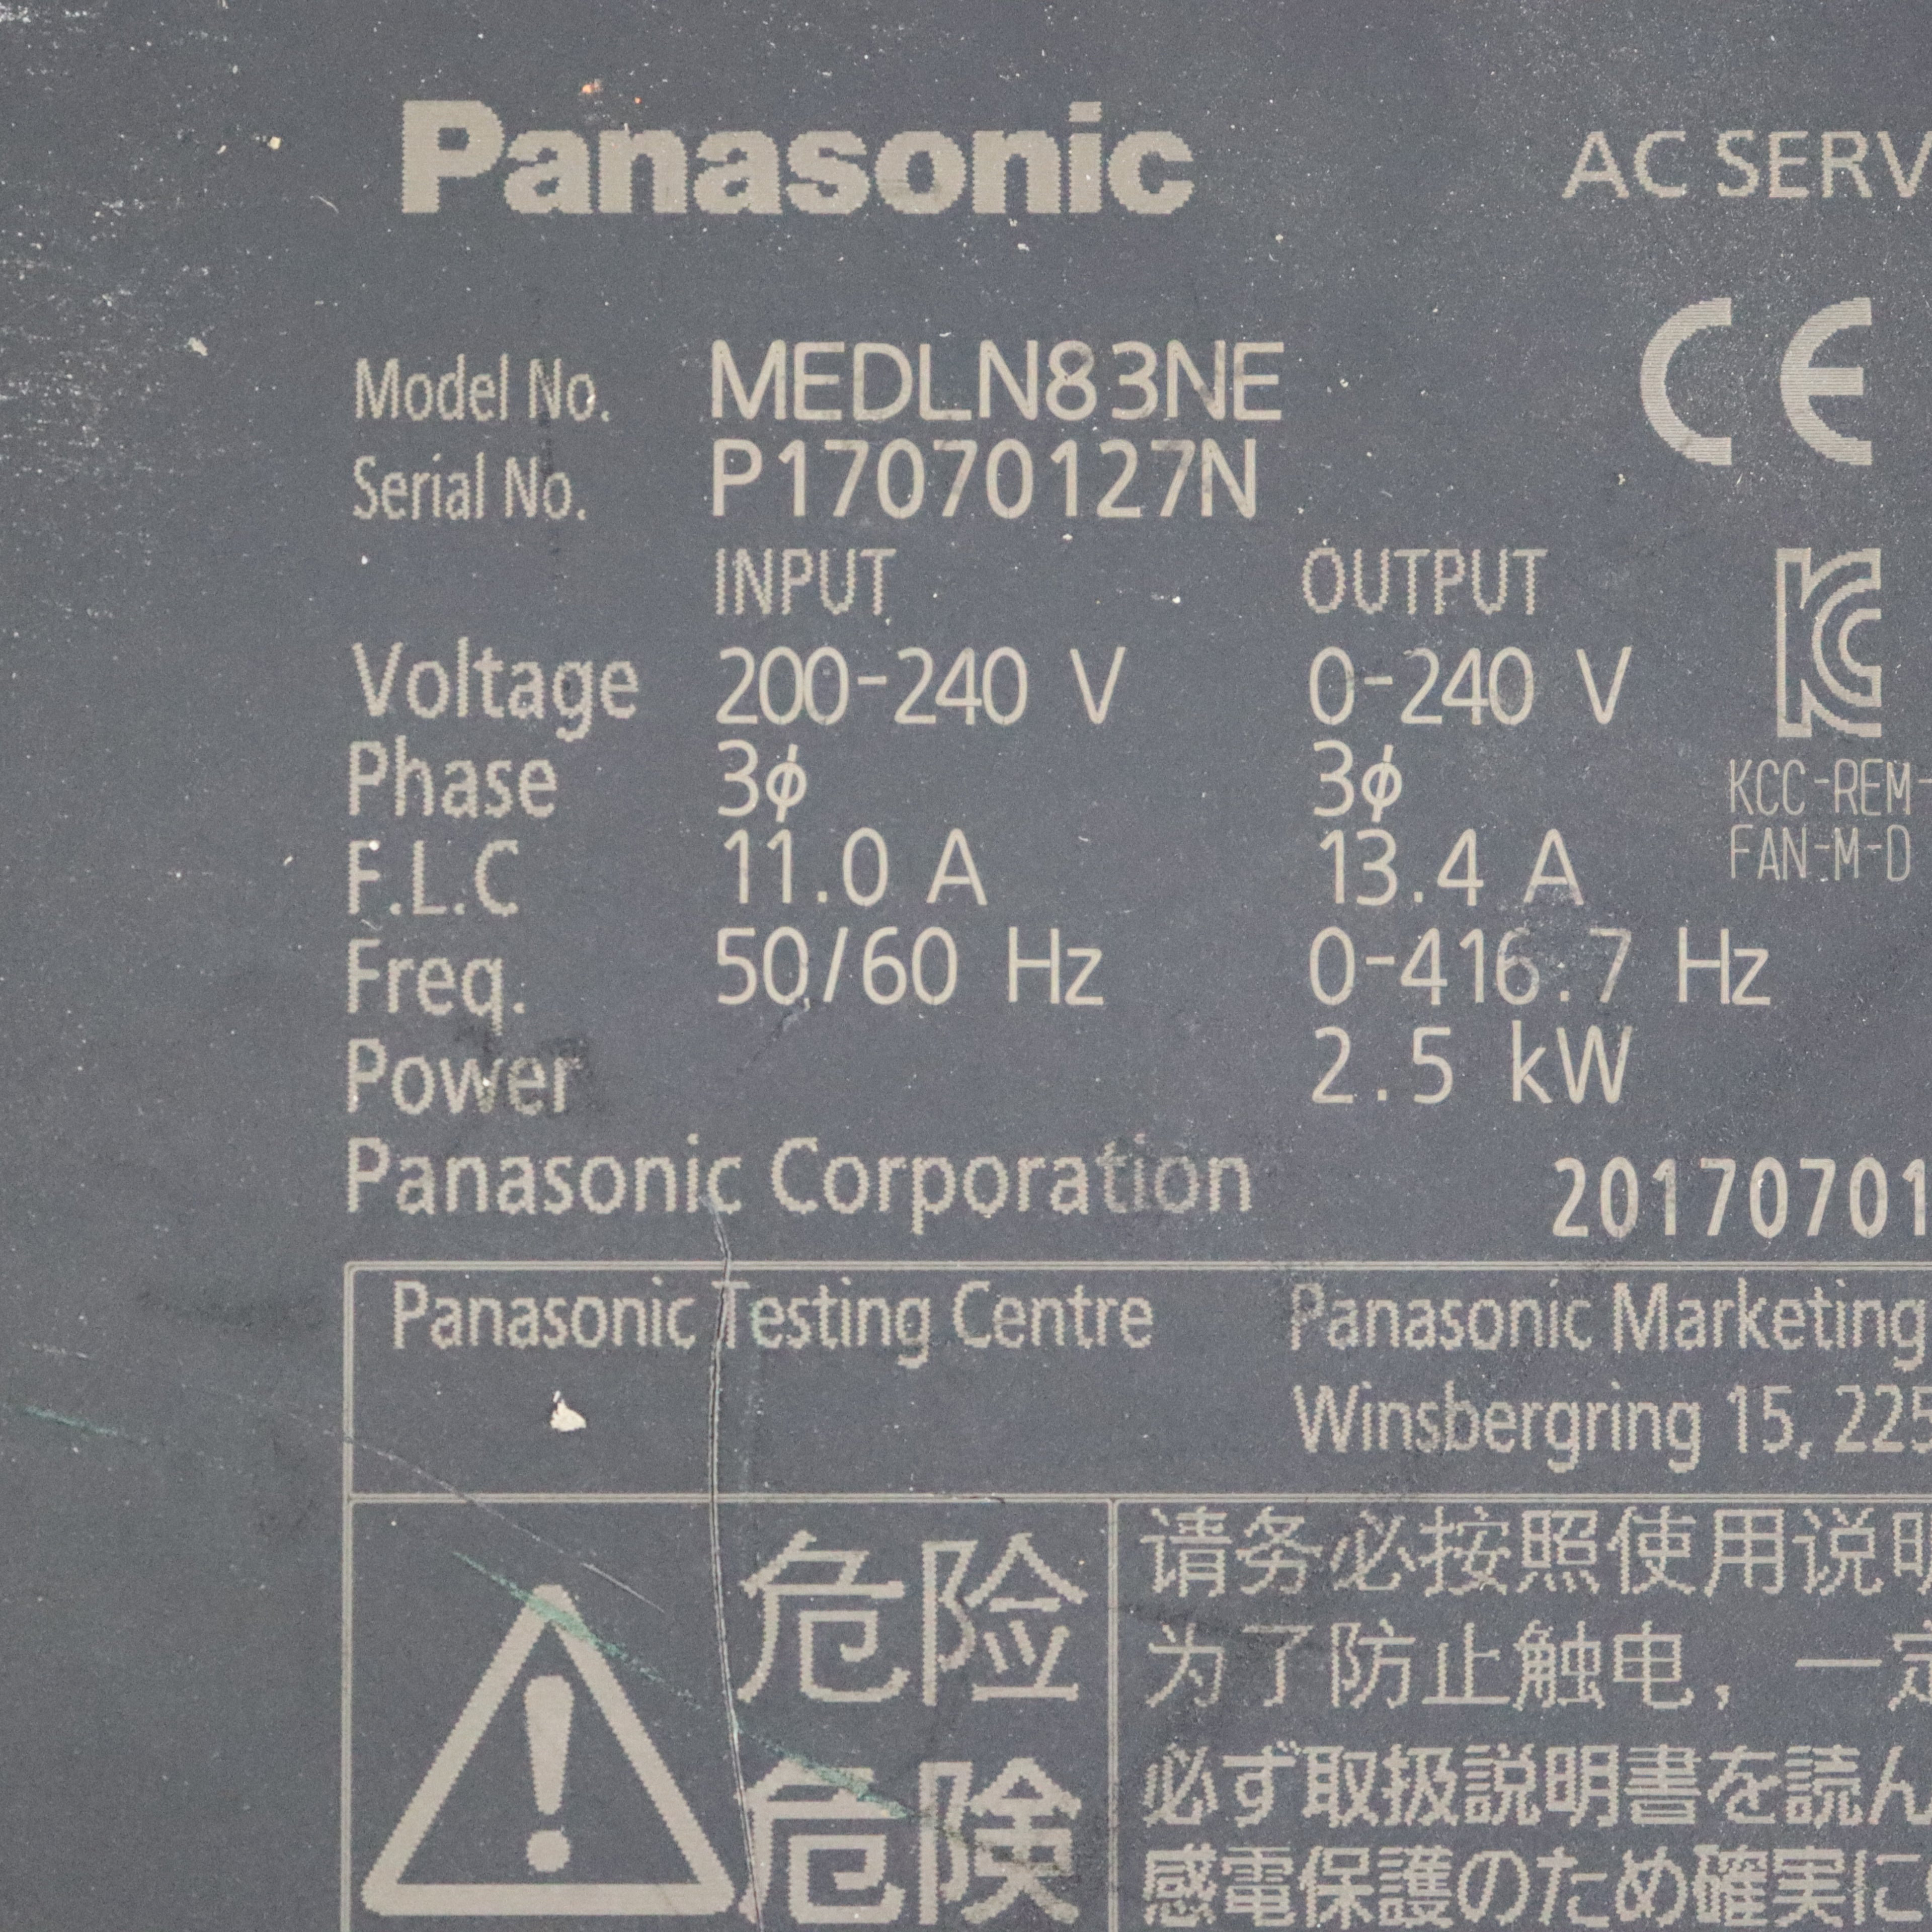 Panasonic
AC SERV
CE
Model No. MEDLN83NE
Serial No. P17070127N
INPUT OUTPUT
Voltage 200-240 V 0-240 V
Phase 3ϕ 3ϕ
KCC-REM-
F.L.C 11.0 A 13.4 A
FAN-M-D
Freq. 50/60 Hz 0-416.7 Hz
Power 2.5 kW
Panasonic Corporation 20170701
Panasonic Testing Centre
Panasonic Marketing
Winsbergring 15, 225
危险
请务必按照使用说明
为了防止触电，一定
危険
必ず取扱説明書を読ん
感電保護のため確実に